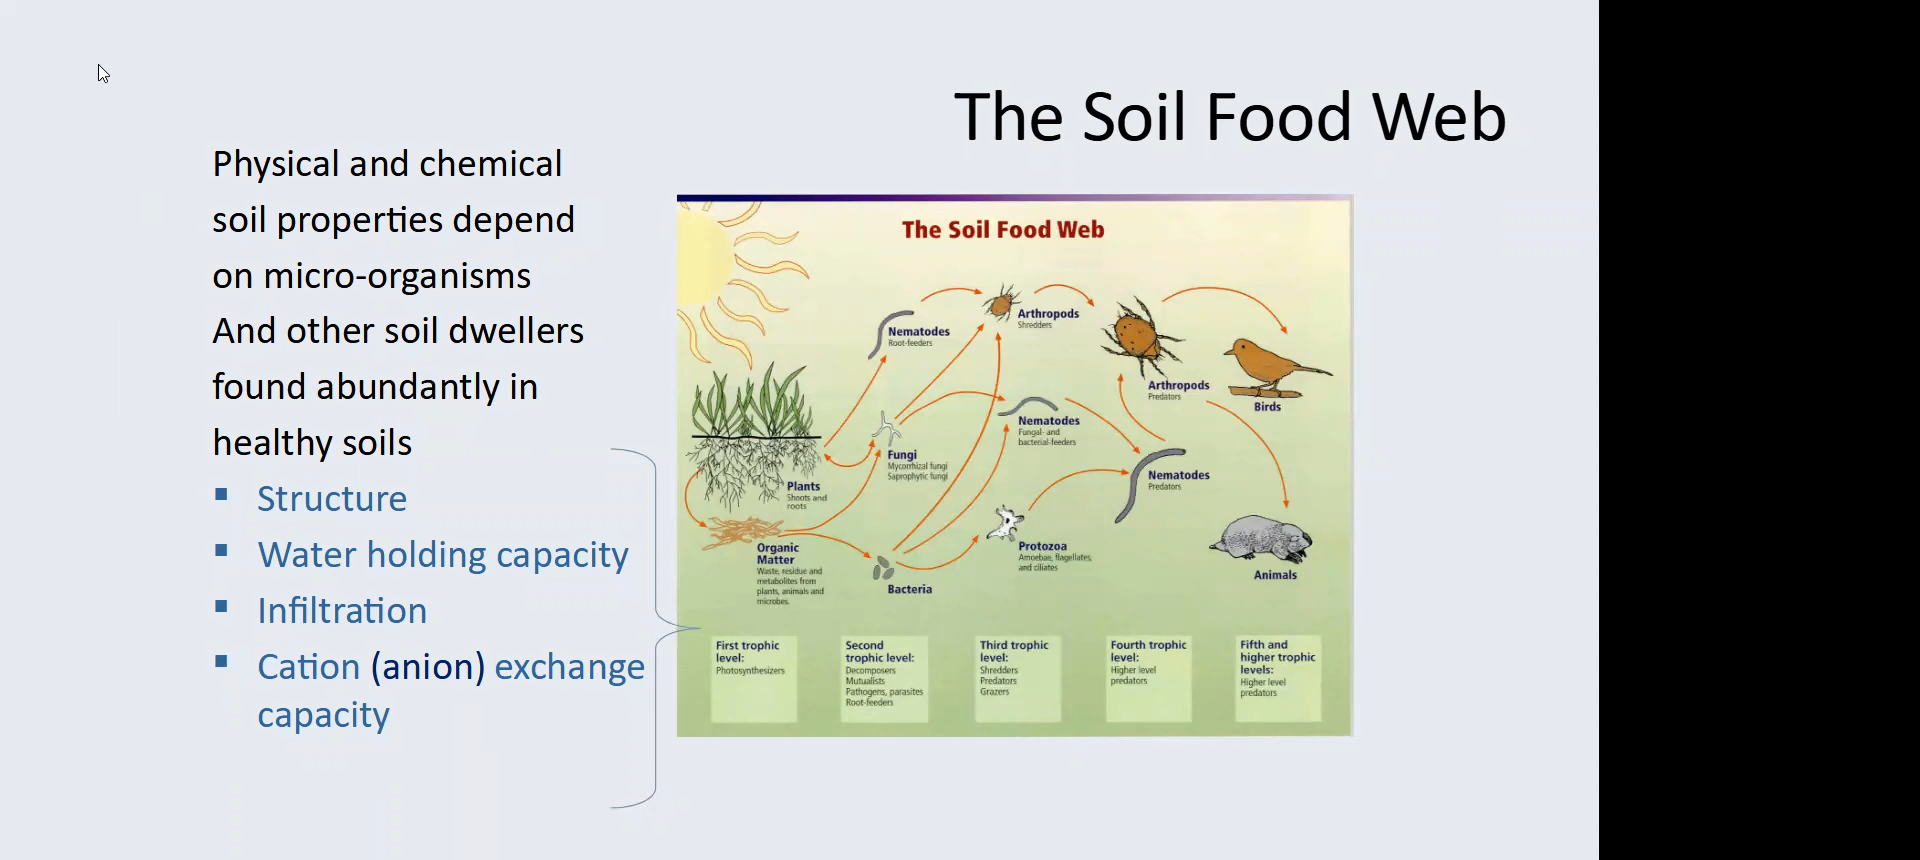 The Soil Food Web
Physical and chemical
soil properties depend
on micro-organisms
And other soil dwellers
found abundantly in
healthy soils
▪ Structure
▪ Water holding capacity
▪ Infiltration
▪ Cation (anion) exchange
capacity
The Soil Food Web
Nematodes
Root-feeders
Arthropods
Shredders
Arthropods
Predators
Birds
Nematodes
Fungal- and
bacterial-feeders
Fungi
Mycorrhizal fungi
Saprophytic fungi
Nematodes
Predators
Plants
Shoots and
roots
Organic
Matter
Waste, residue and
metabolites from
plants, animals and
microbes.
Bacteria
Protozoa
Amoebae, flagellates,
and ciliates
Animals
First trophic
level:
Photosynthesizers
Second
trophic level:
Decomposers
Mutualists
Pathogens, parasites
Root-feeders
Third trophic
level:
Shredders
Predators
Grazers
Fourth trophic
level:
Higher level
predators
Fifth and
higher trophic
levels:
Higher level
predators